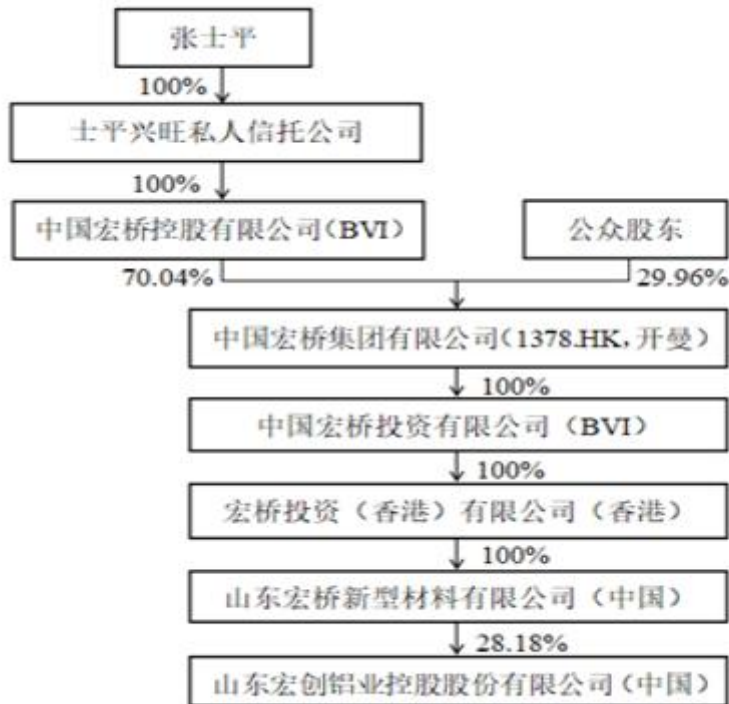 张士平
100%
士平兴旺私人信托公司
100%
中国宏桥控股有限公司(BVI)
公众股东
70.04%
29.96%
中国宏桥集团有限公司(1378.HK,开曼)
100%
中国宏桥投资有限公司（BVI）
100%
宏桥投资（香港）有限公司（香港）
100%
山东宏桥新型材料有限公司（中国）
28.18%
山东宏创铝业控股股份有限公司(中国)